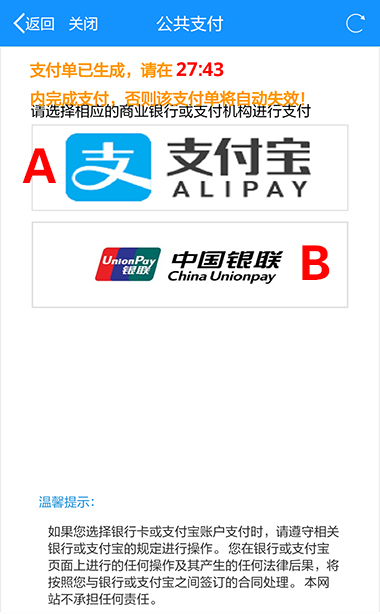 返回 关闭 公共支付
支付单已生成，请在 27:43
内完成支付，否则该支付单将自动失效！
请选择相应的商业银行或支付机构进行支付
A 支 支付宝
ALIPAY
UnionPay 中国银联 B
银联 China Unionpay
温馨提示：
如果您选择银行卡或支付宝账户支付时，请遵守相关
银行或支付宝的规定进行操作。您在银行或支付宝
页面上进行的任何操作及其产生的任何法律后果，将
按照您与银行或支付宝之间签订的合同处理。本网
站不承担任何责任。